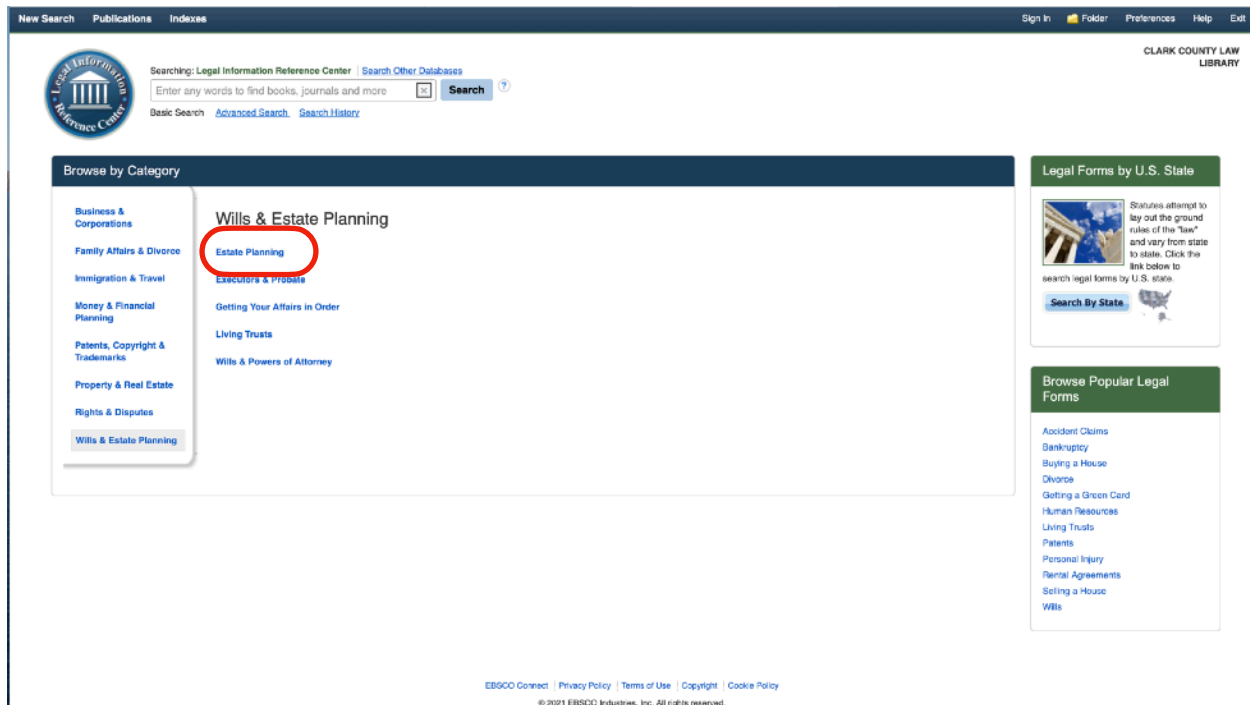 New Search Publications Indexes
Sign In Folder Preferences Help Exit
CLARK COUNTY LAW
LIBRARY
Legal Information
Reference Center
Searching: Legal Information Reference Center Search Other Databases
Enter any words to find books, journals and more
Search ?
Basic Search Advanced Search Search History
Browse by Category
Business &
Corporations
Family Affairs & Divorce
Immigration & Travel
Money & Financial
Planning
Patents, Copyright &
Trademarks
Property & Real Estate
Rights & Disputes
Wills & Estate Planning
Wills & Estate Planning
Estate Planning
Executors & Probate
Getting Your Affairs in Order
Living Trusts
Wills & Powers of Attorney
Legal Forms by U.S. State
Statutes attempt to
lay out the ground
rules of the "law"
and vary from state
to state. Click the
link below to
search legal forms by U.S. state.
Search By State
Browse Popular Legal
Forms
Accident Claims
Bankruptcy
Buying a House
Divorce
Getting a Green Card
Human Resources
Living Trusts
Patents
Personal Injury
Rental Agreements
Selling a House
Wills
EBSCO Connect Privacy Policy Terms of Use Copyright Cookie Policy
© 2021 EBSCO Industries, Inc. All rights reserved.